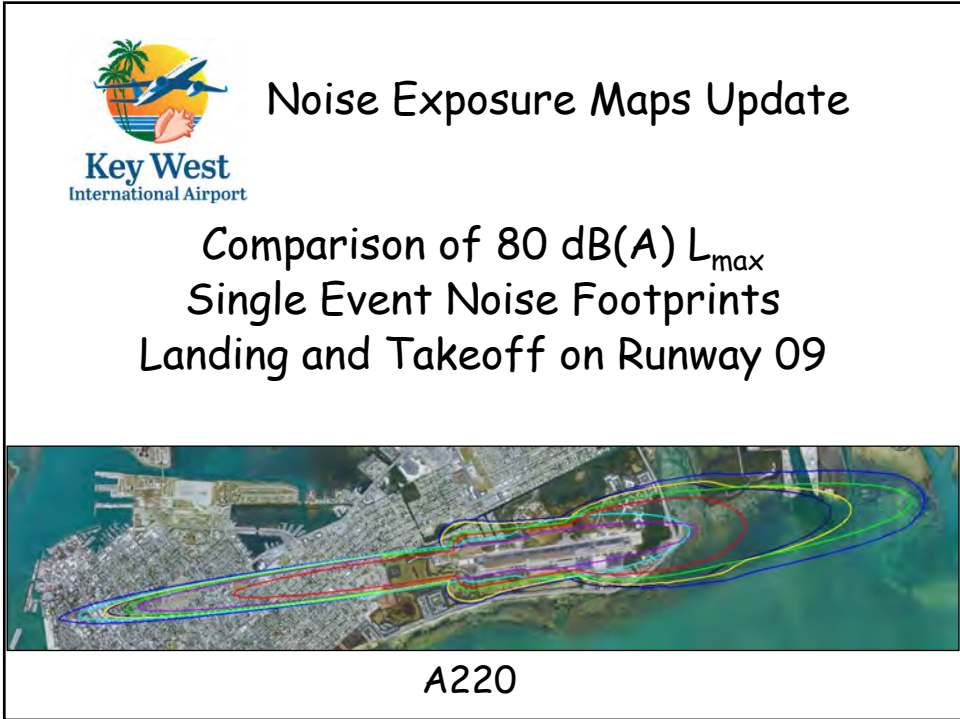 Key West
International Airport
Noise Exposure Maps Update
Comparison of 80 dB(A) Lmax
Single Event Noise Footprints
Landing and Takeoff on Runway 09
A220